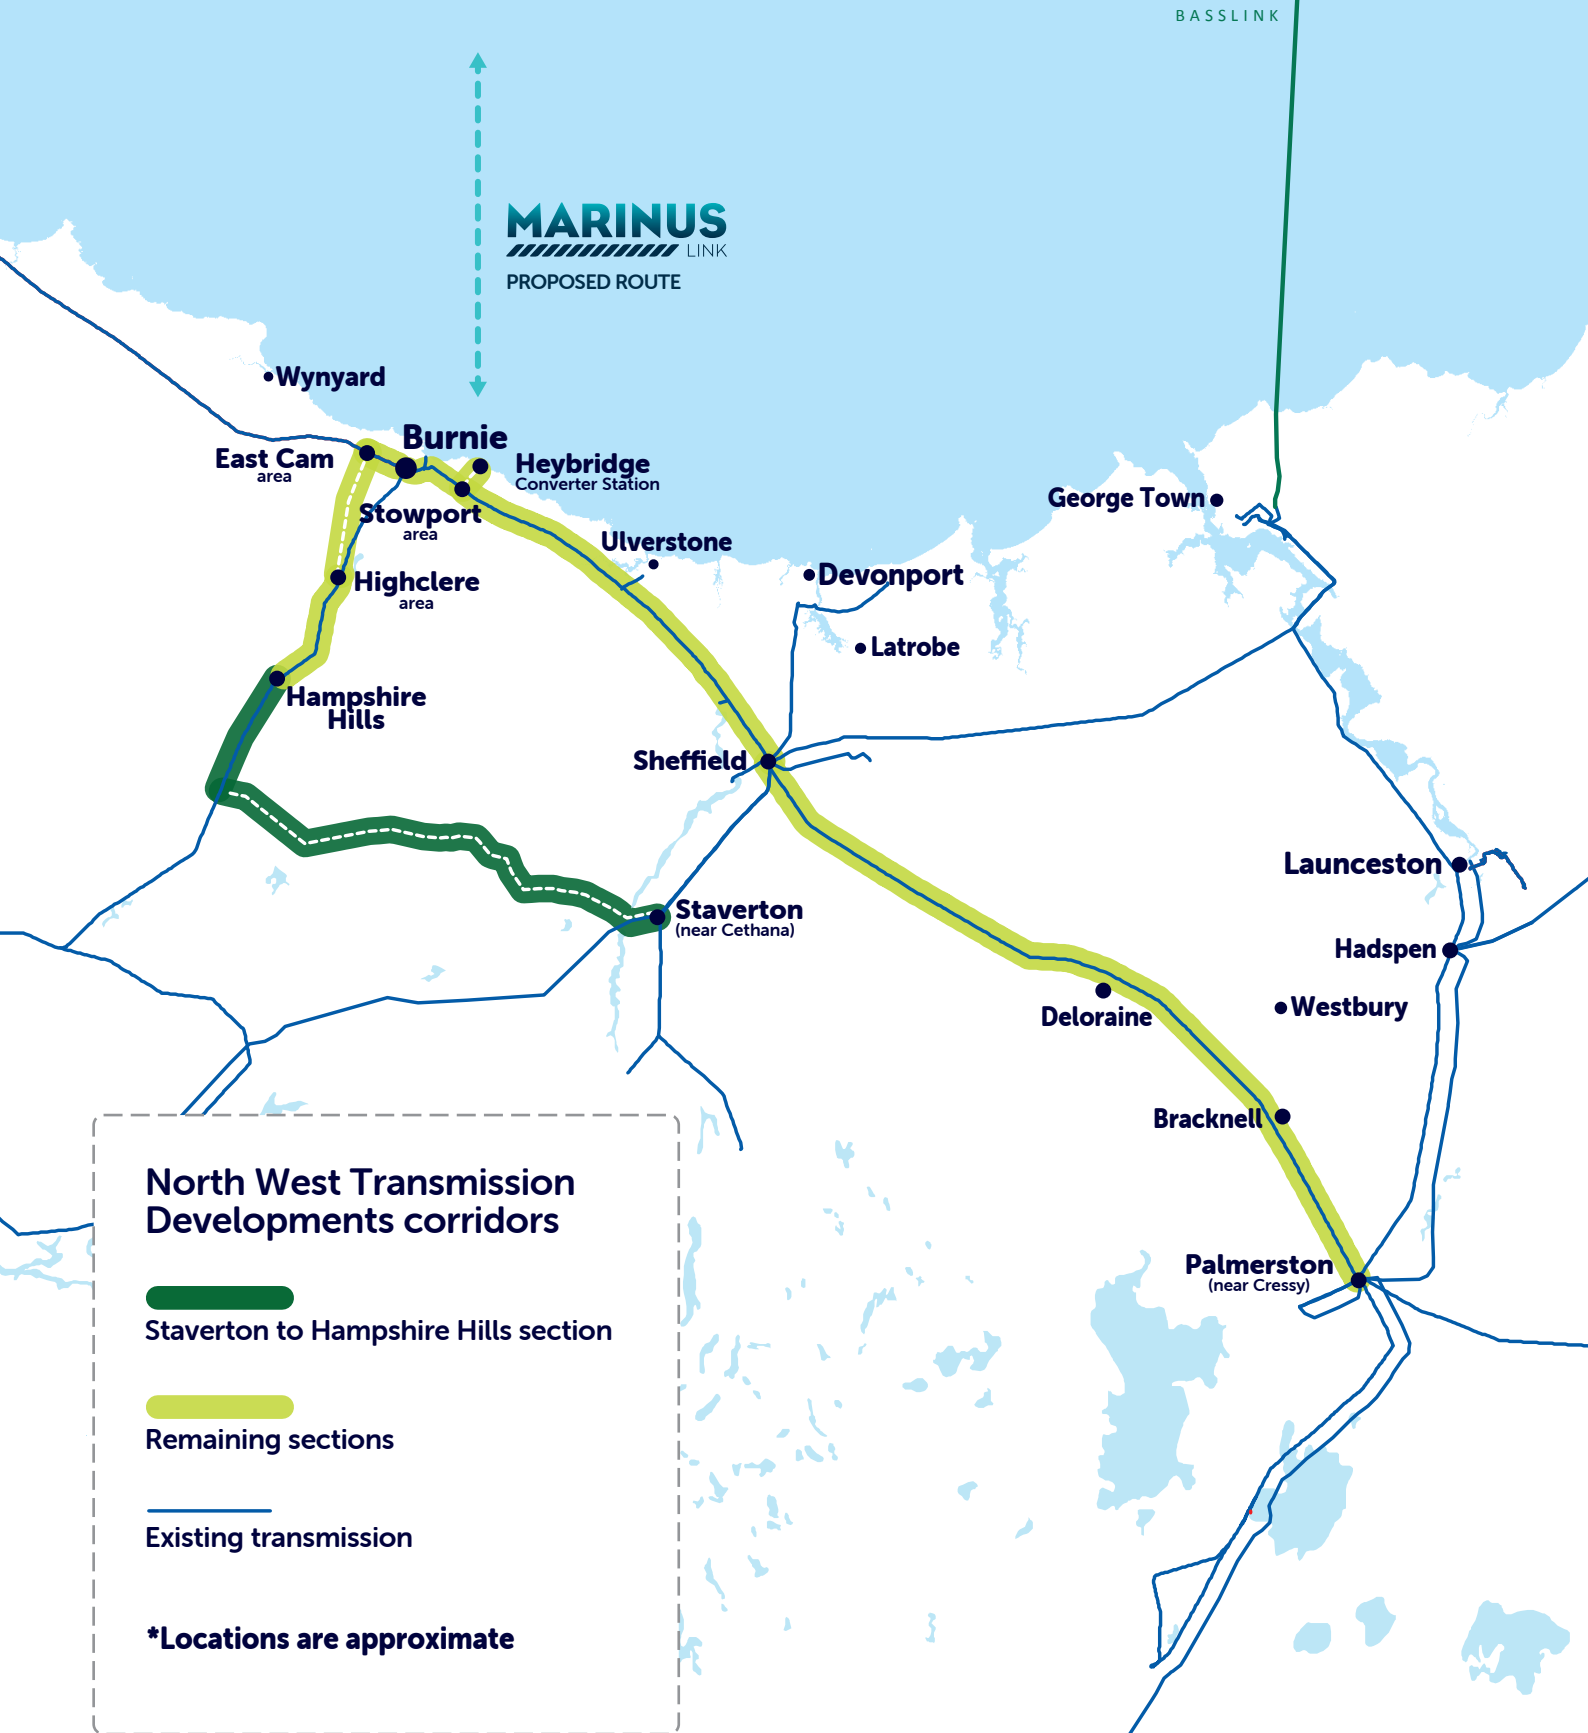 BASSLINK
MARINUS
LINK
PROPOSED ROUTE
Wynyard
Burnie
East Cam
area
Heybridge
Converter Station
George Town
Stowport
area
Ulverstone
Devonport
Highclere
area
Latrobe
Hampshire
Hills
Sheffield
Launceston
Staverton
(near Cethana)
Hadspen
Westbury
Deloraine
Bracknell
Palmerston
(near Cressy)
North West Transmission
Developments corridors
Staverton to Hampshire Hills section
Remaining sections
Existing transmission
*Locations are approximate